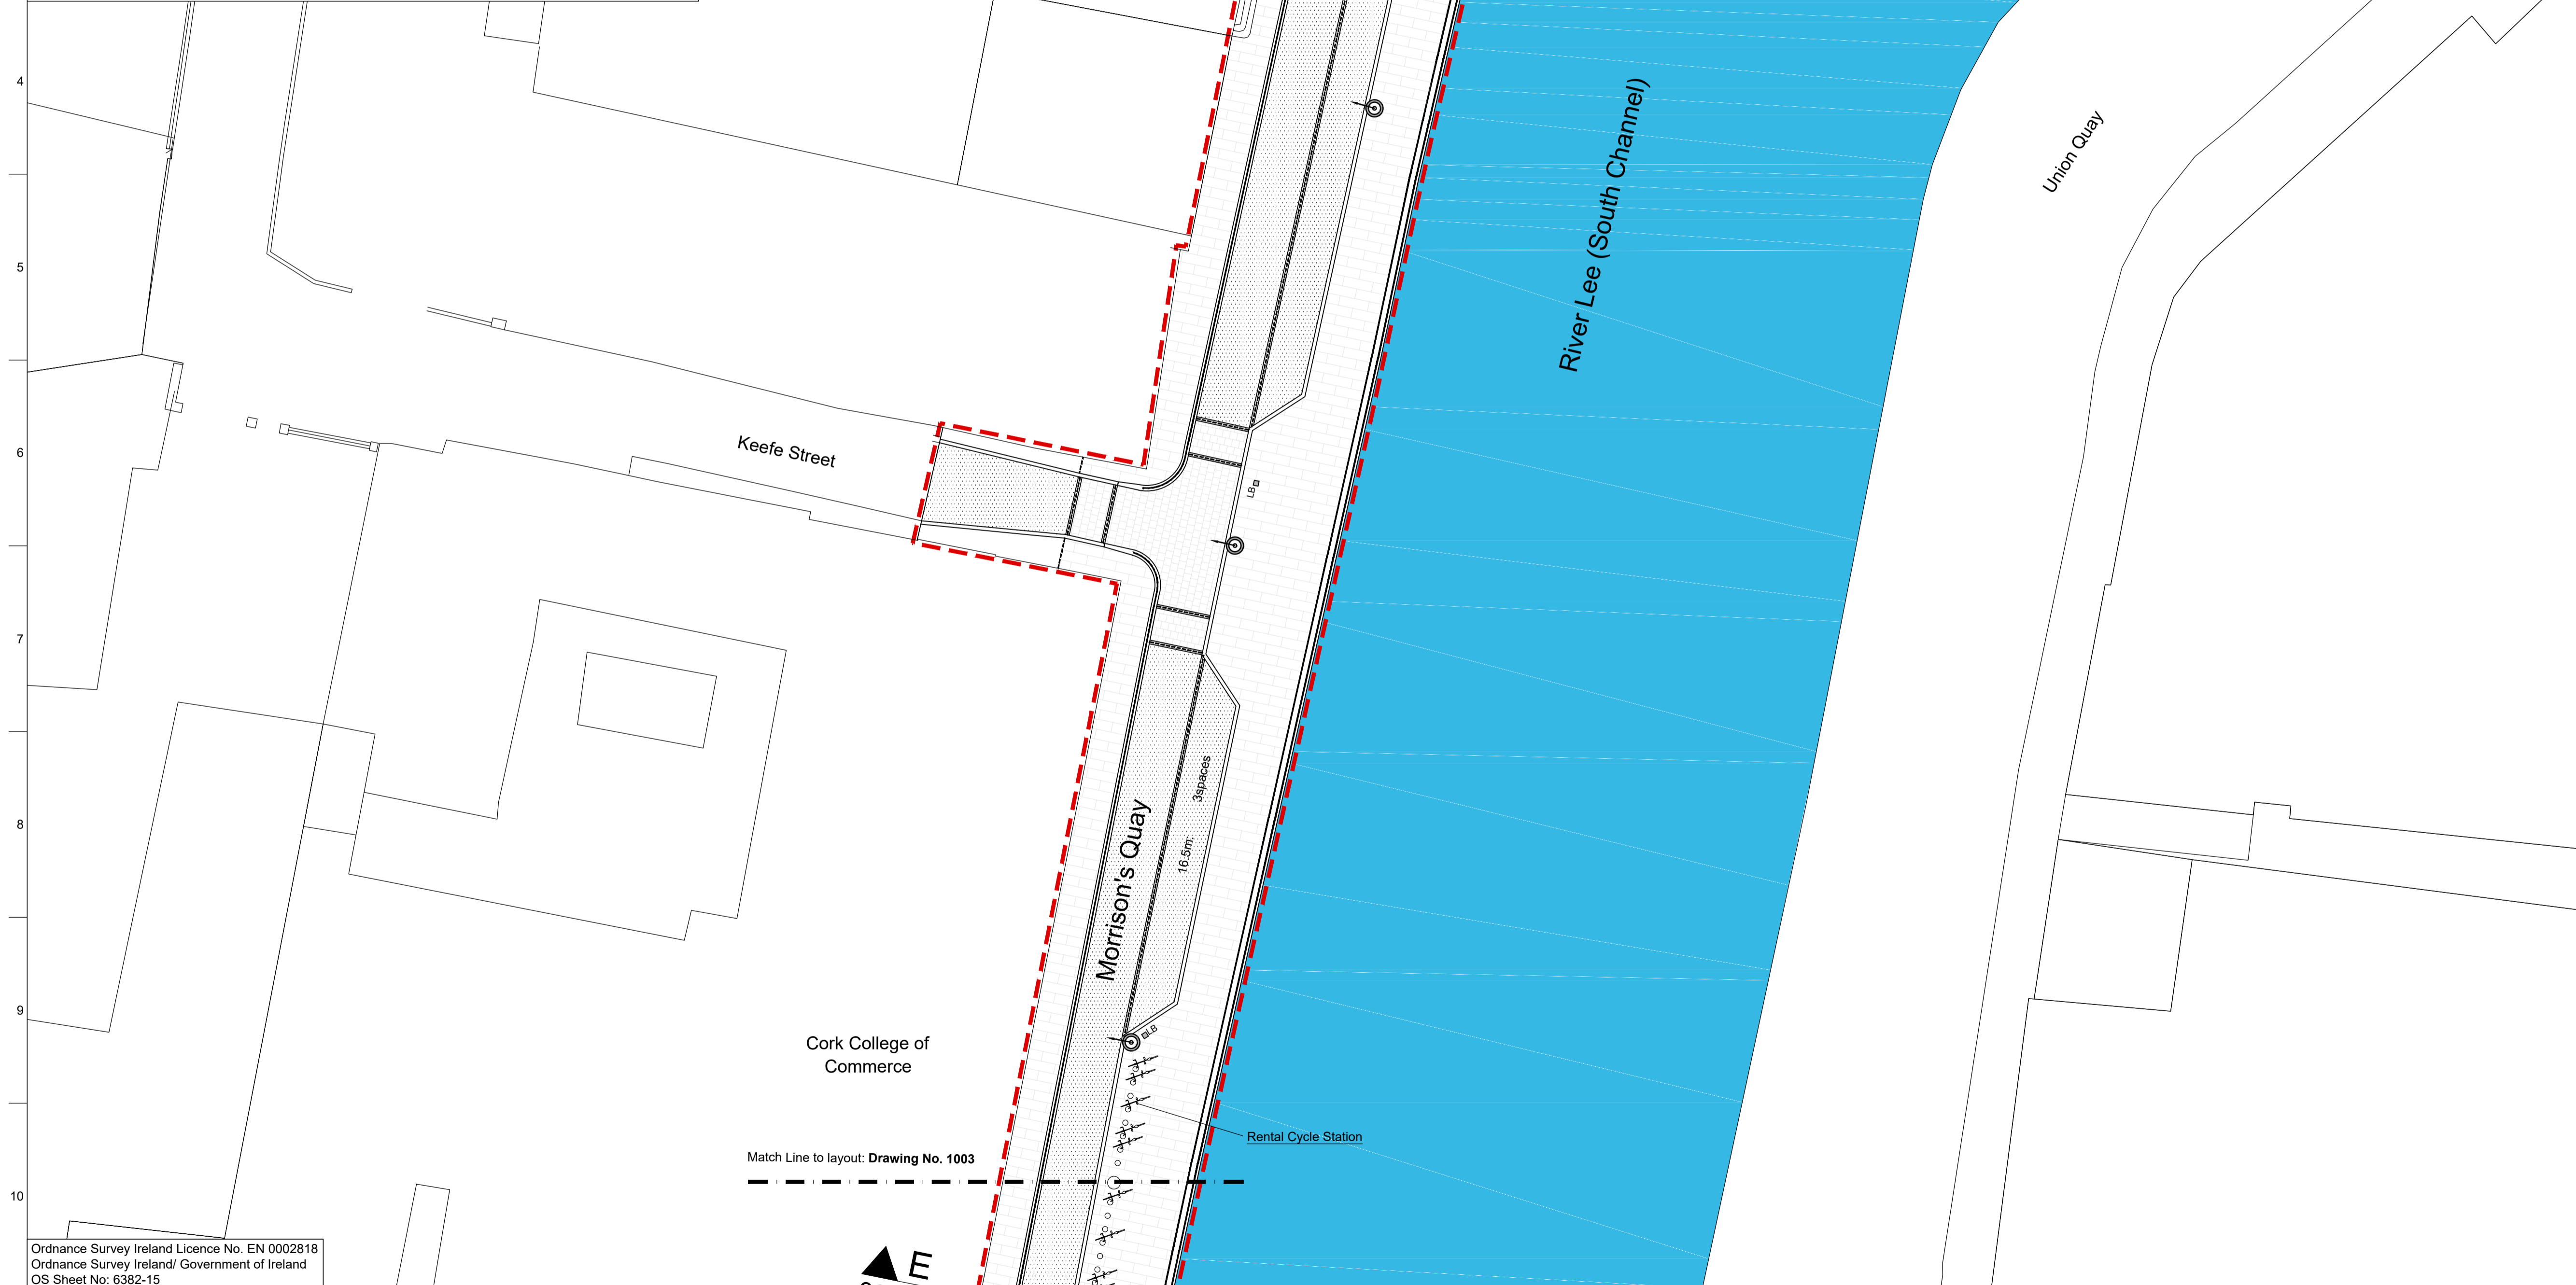 4
5
6
7
8
9
10
River Lee (South Channel)
Union Quay
Keefe Street
LB
3spaces
16.5m:
Morrison's Quay
LB
Cork College of
Commerce
Rental Cycle Station
Match Line to layout: Drawing No. 1003
E
Ordnance Survey Ireland Licence No. EN 0002818
Ordnance Survey Ireland/ Government of Ireland
OS Sheet No: 6382-15